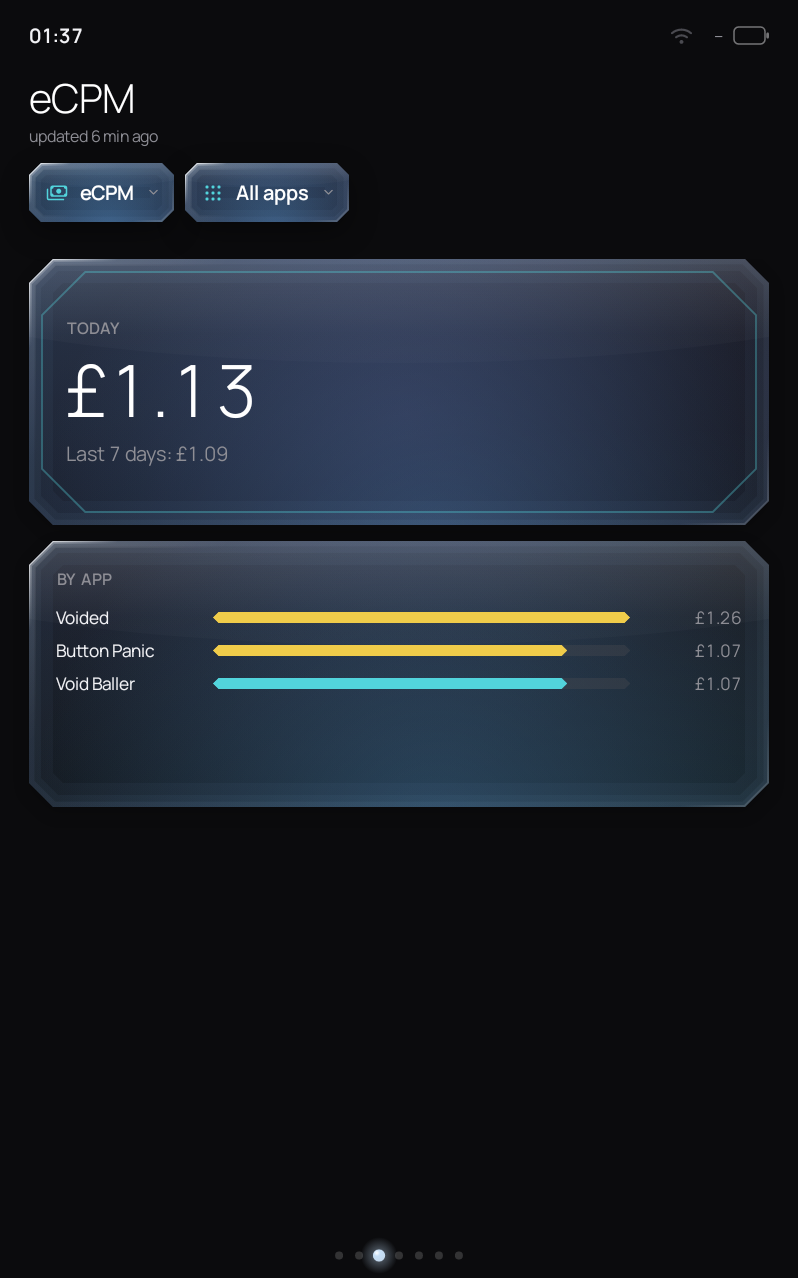 01:37
–
eCPM
updated 6 min ago
eCPM
All apps
TODAY
£1.13
Last 7 days: £1.09
BY APP
Voided £1.26
Button Panic £1.07
Void Baller £1.07